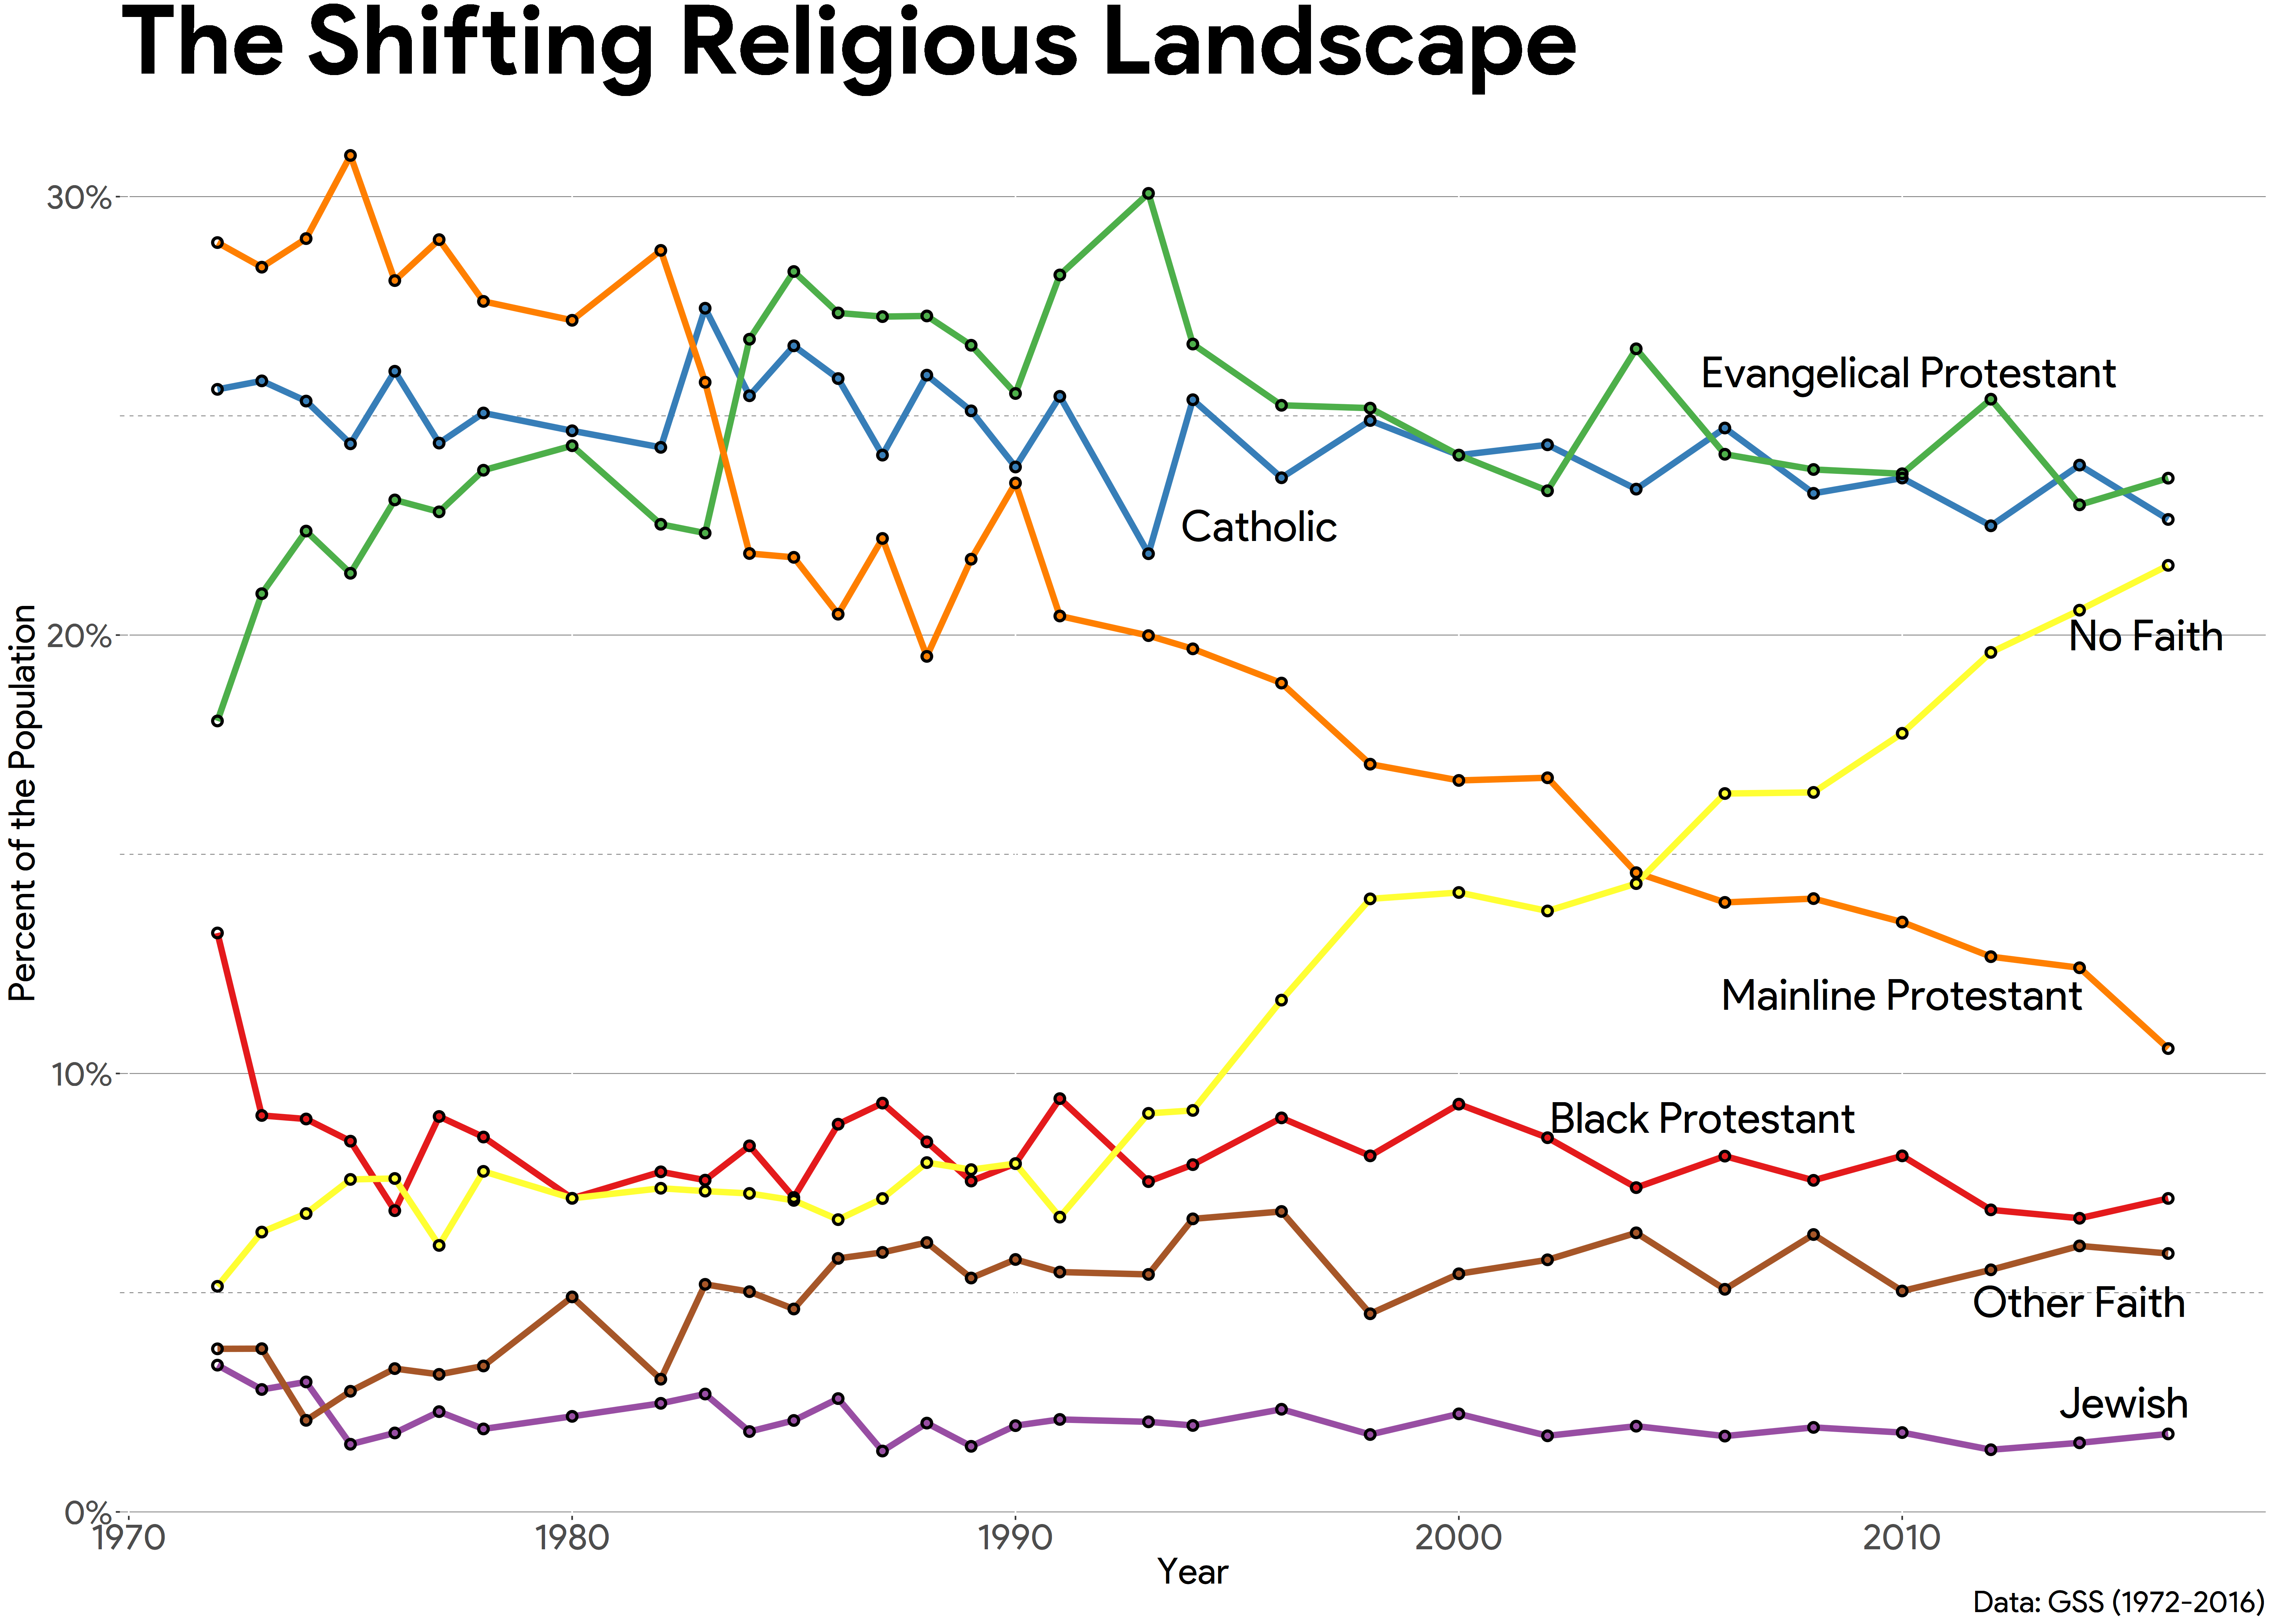 The Shifting Religious Landscape
30%
Evangelical Protestant
Catholic
20%
No Faith
Percent of the Population
Mainline Protestant
10%
Black Protestant
Other Faith
Jewish
0%
1970 1980 1990 2000 2010
Year
Data: GSS (1972-2016)